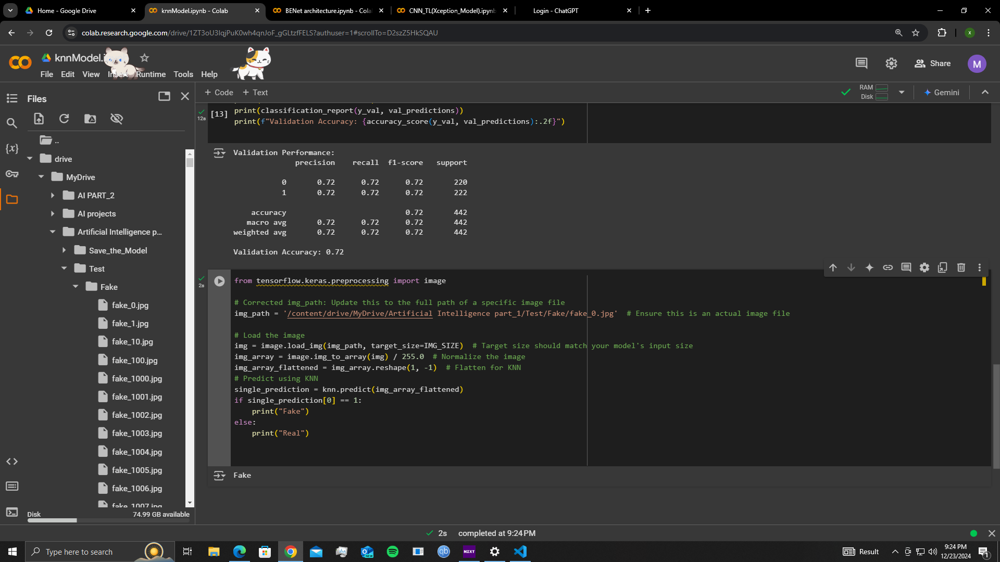 Home - Google Drive
knnModel.ipynb - Colab
BENet architecture.ipynb - Cola
CNN_TL(Xception_Model).ipynb
Login - ChatGPT
colab.research.google.com/drive/1ZT3oU3IqjPuK0wh4qnJoF_gGLtzfFELS?authuser=1#scrollTo=D2szZ5HkSQAU
X
knnModel.i
File Edit View Runtime Tools Help
Share
M
Files
+ Code + Text
RAM
Disk
Gemini
..
drive
MyDrive
AI PART_2
AI projects
Artificial Intelligence p...
Save_the_Model
Test
Fake
fake_0.jpg
fake_1.jpg
fake_10.jpg
fake_100.jpg
fake_1000.jpg
fake_1001.jpg
fake_1002.jpg
fake_1003.jpg
fake_1004.jpg
fake_1005.jpg
fake_1006.jpg
fake_1007.jpg
Disk 74.99 GB available
{x}
12s
[13]
print(classification_report(y_val, val_predictions))
print(f"Validation Accuracy: {accuracy_score(y_val, val_predictions):.2f}")
Validation Performance:
precision recall f1-score support
0 0.72 0.72 0.72 220
1 0.72 0.72 0.72 222
accuracy 0.72 442
macro avg 0.72 0.72 0.72 442
weighted avg 0.72 0.72 0.72 442
Validation Accuracy: 0.72
2s
from tensorflow.keras.preprocessing import image
# Corrected img_path: Update this to the full path of a specific image file
img_path = '/content/drive/MyDrive/Artificial Intelligence part_1/Test/Fake/fake_0.jpg' # Ensure this is an actual image file
# Load the image
img = image.load_img(img_path, target_size=IMG_SIZE) # Target size should match your model's input size
img_array = image.img_to_array(img) / 255.0 # Normalize the image
img_array_flattened = img_array.reshape(1, -1) # Flatten for KNN
# Predict using KNN
single_prediction = knn.predict(img_array_flattened)
if single_prediction[0] == 1:
print("Fake")
else:
print("Real")
Fake
2s completed at 9:24 PM
Type here to search
NEW
qb
NZXT
Result
9:24 PM
12/23/2024
1